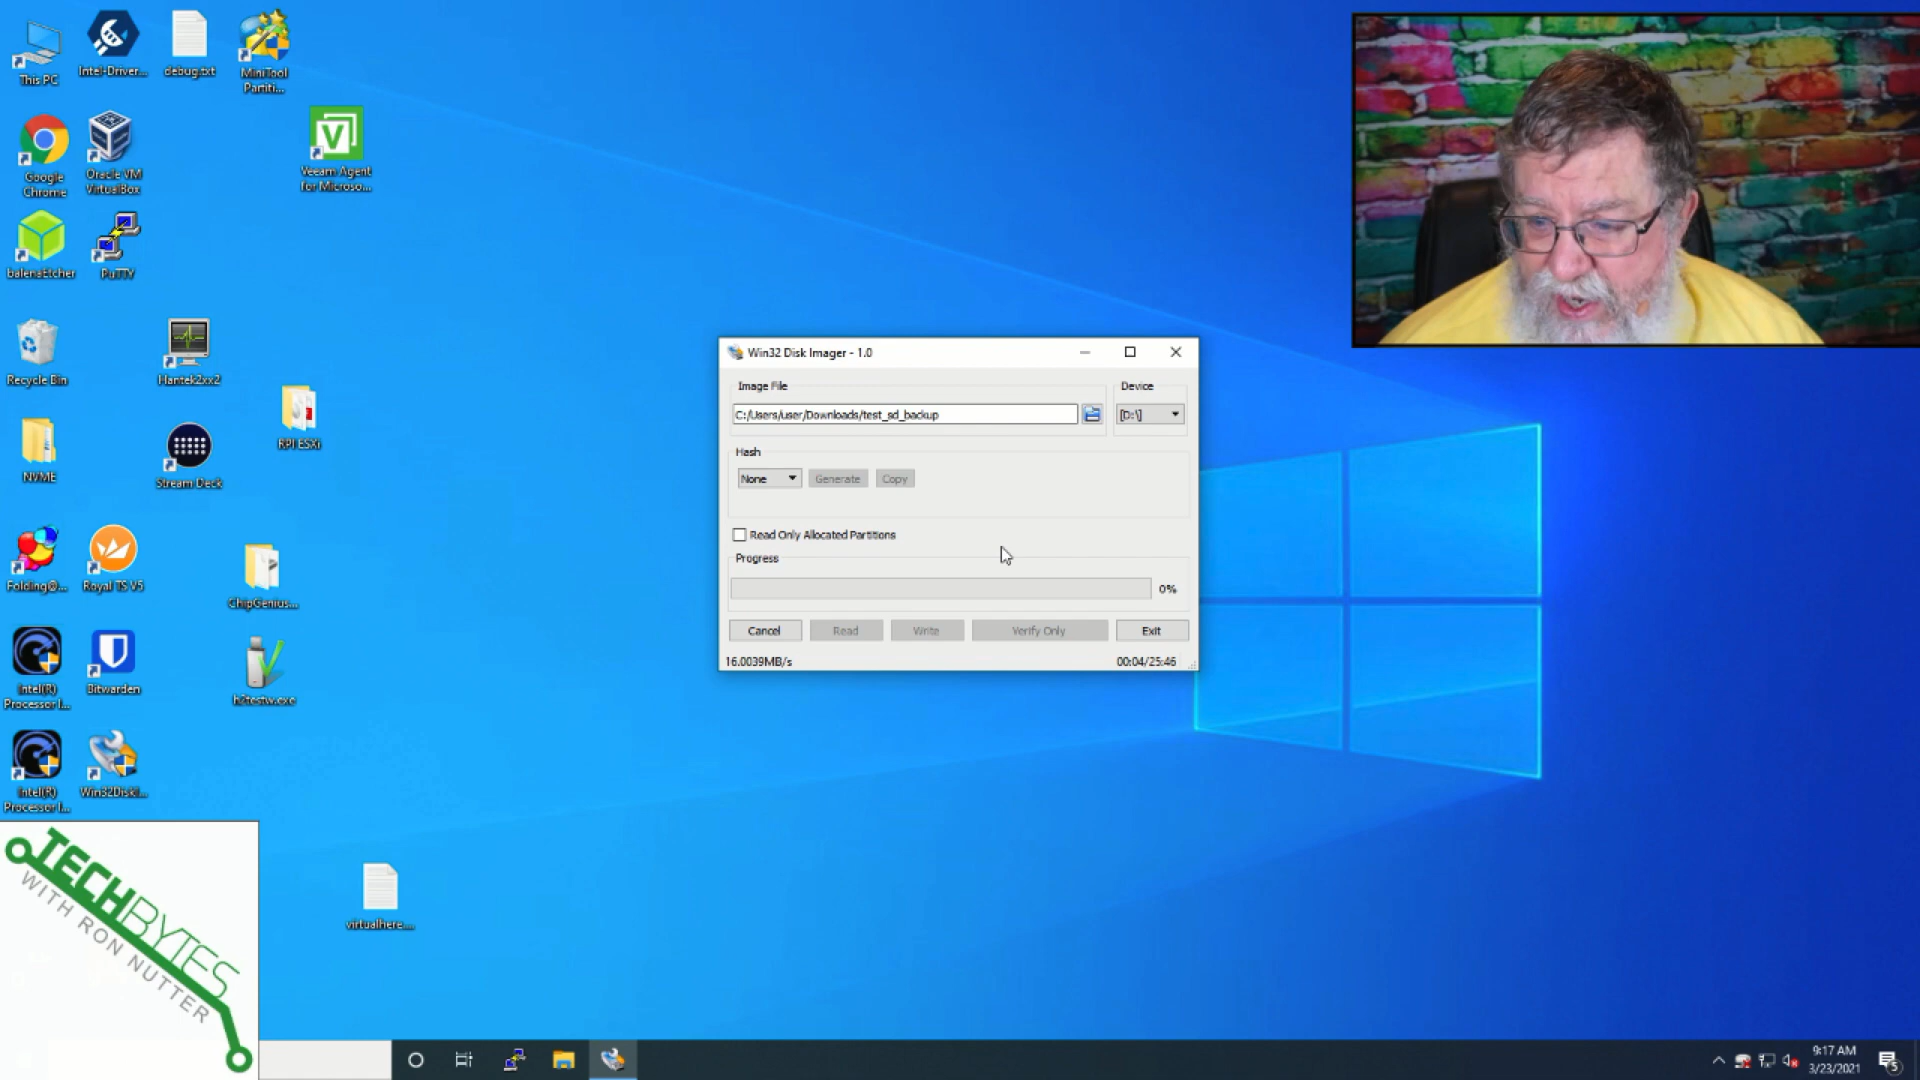 This PC
Intel-Driver...
debug.txt
MiniTool
Partiti...
Google
Chrome
Oracle VM
VirtualBox
Veeam Agent
for Microso...
balenaEtcher
PuTTY
Recycle Bin
Hantek2xx2
RPI ESXi
NVME
Stream Deck
Folding@...
Royal TS V5
ChipGenius...
Intel(R)
Processor I...
Bitwarden
h2testw.exe
Intel(R)
Processor I...
Win32Diski...
virtualhere....
TECHBYTES
WITH RON NUTTER
Win32 Disk Imager - 1.0
Image File
Device
C:/Users/user/Downloads/test_sd_backup
[D:\]
Hash
None
Generate
Copy
Read Only Allocated Partitions
Progress
0%
Cancel
Read
Write
Verify Only
Exit
16.0039MB/s
00:04/25:46
9:17 AM
3/23/2021
5